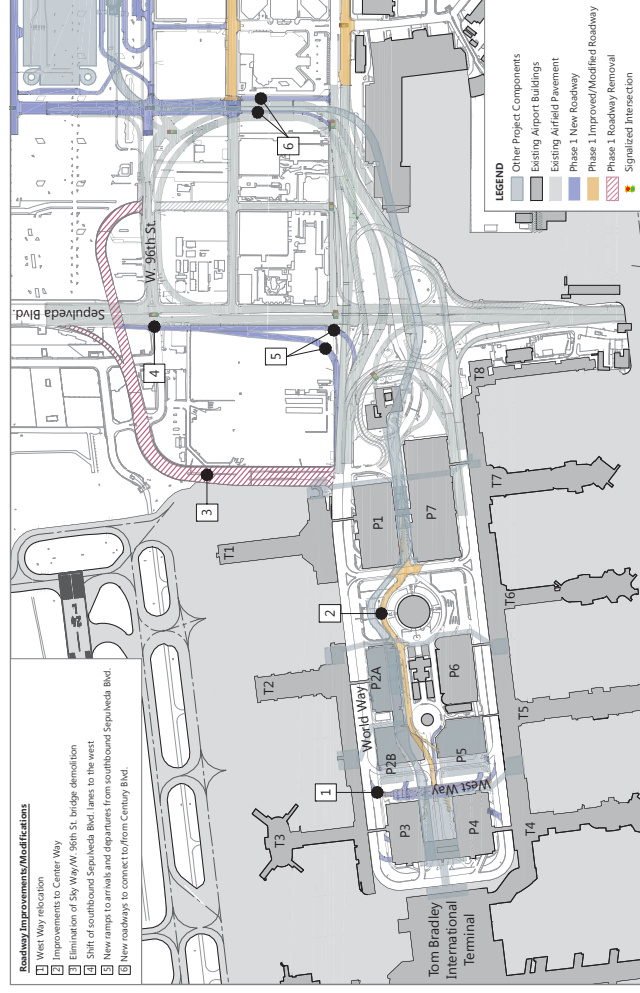 Roadway Improvements/Modifications
1 West Way relocation
2 Improvements to Center Way
3 Elimination of Sky Way/W. 96th St. bridge demolition
4 Shift of southbound Sepulveda Blvd. lanes to the west
5 New ramps to arrivals and departures from southbound Sepulveda Blvd.
6 New roadways to connect to/from Century Blvd.
Sepulveda Blvd.
W. 96th St.
6
4
5
3
2
1
T1
T2
T3
World Way
P1
P7
P2A
P2B
P6
P5
West Way
P3
P4
Tom Bradley
International
Terminal
T4
T5
T6
T7
T8
LEGEND
Other Project Components
Existing Airport Buildings
Existing Airfield Pavement
Phase 1 New Roadway
Phase 1 Improved/Modified Roadway
Phase 1 Roadway Removal
Signalized Intersection